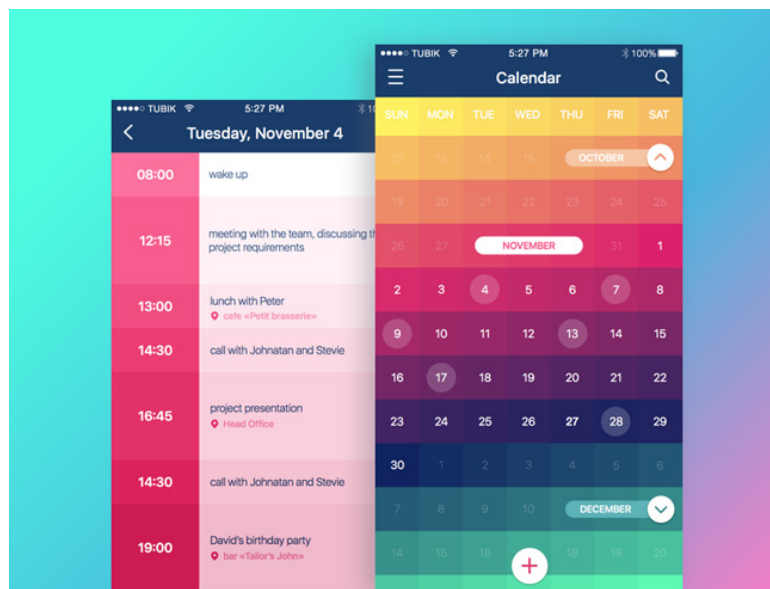 TUBIK 5:27 PM
Tuesday, November 4
08:00 wake up
12:15 meeting with the team, discussing
project requirements
13:00 lunch with Peter
cafe «Petit brasserie»
14:30 call with Johnatan and Stevie
16:45 project presentation
Head Office
14:30 call with Johnatan and Stevie
19:00 David's birthday party
bar «Tailor's John»
TUBIK 5:27 PM 100%
Calendar
SUN MON TUE WED THU FRI SAT
12 13 14 15 OCTOBER
19 20 21 22 23 24 25
26 27 NOVEMBER 31 1
2 3 4 5 6 7 8
9 10 11 12 13 14 15
16 17 18 19 20 21 22
23 24 25 26 27 28 29
30 1 2 3 4 5 6
7 8 9 10 DECEMBER
14 15 16 18 19 20
+